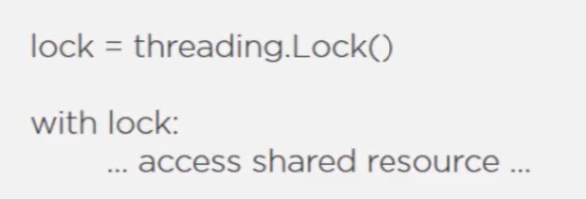 lock = threading.Lock()
with lock:
... access shared resource ...